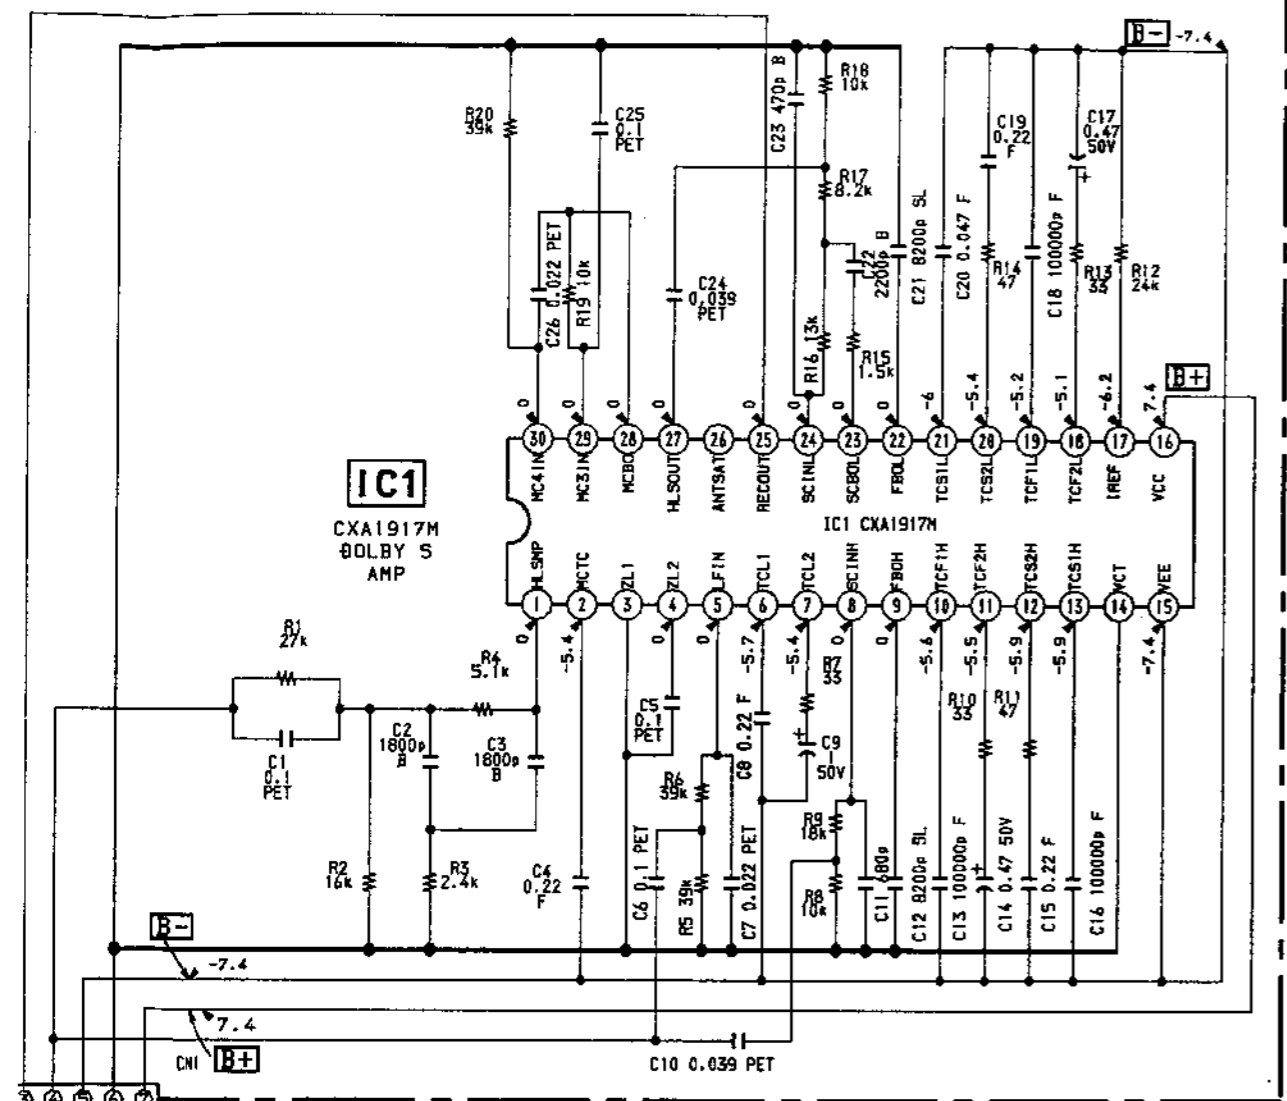 B- -7.4
R20 39k
C25 0.1 PET
C23 470p B
R18 10k
C19 0.22 F
C17 0.47 50V
+
R17 8.2k
C26 0.022 PET
R19 10k
C24 0.039 PET
C22 2200p B
C21 8200p SL
C20 0.047 F
R14 47
C18 100000p F
R13 33
R12 24k
R16 13k
R15 1.5k
B+
0 0 0 0 0 0 0 0 -6 -5.4 -5.2 -5.1 -6.2 7.4
30 29 28 27 26 25 24 23 22 21 20 19 18 17 16
MC4IN MC3IN MCBO HLSOUT ANTSAT RECOUT SCINL SCBOL FBOL TCS1L TCS2L TCF1L TCF2L IREF VCC
IC1
CXA1917M
DOLBY S
AMP
IC1 CXA1917M
HLSMP MCTC ZL1 ZL2 LFIN TCL1 TCL2 SCINH FBOH TCF1H TCF2H TCS2H TCS1H VCT VEE
1 2 3 4 5 6 7 8 9 10 11 12 13 14 15
0 -5.4 0 0 -5.7 -5.4 0 0 -5.6 -5.5 -5.9 -5.9 -7.4
R1 27k
R4 5.1k
R7 33
R10 33
R11 47
C5 0.1 PET
C2 1800p B
C3 1800p B
C8 0.22 F
+
C9 1 50V
C1 0.1 PET
R6 39k
R9 18k
R2 16k
R3 2.4k
C4 0.22 F
C6 0.1 PET
R5 39k
C7 0.022 PET
R8 10k
C11 680p
C12 8200p SL
C13 100000p F
+
C14 0.47 50V
C15 0.22 F
C16 100000p F
B-
-7.4
7.4
CN1 B+
C10 0.039 PET
3 4 5 6 7